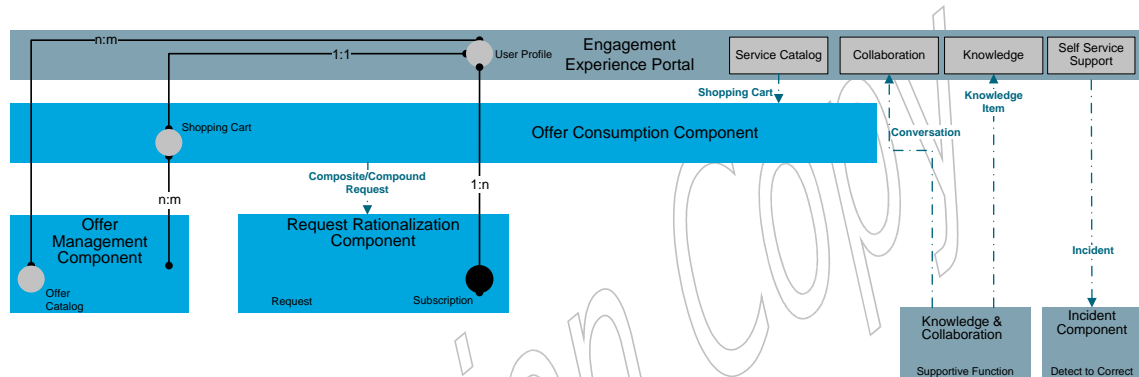 n:m
1:1
User Profile
Engagement
Experience Portal
Service Catalog
Collaboration
Knowledge
Self Service
Support
Shopping Cart
Knowledge
Item
Shopping Cart
Offer Consumption Component
Conversation
Composite/Compound
Request
n:m
1:n
Offer
Management
Component
Request Rationalization
Component
Incident
Offer
Catalog
Request
Subscription
Knowledge &
Collaboration
Incident
Component
Supportive Function
Detect to Correct
ion Copy